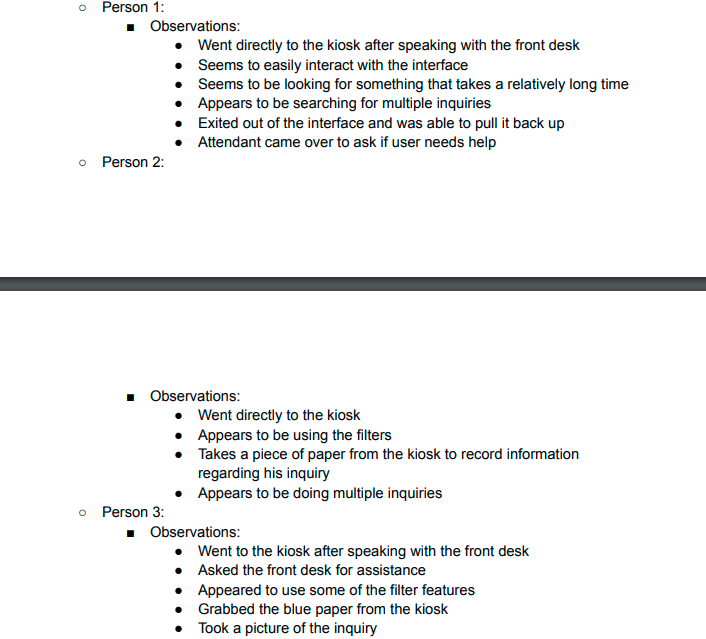 ○ Person 1:
■ Observations:
● Went directly to the kiosk after speaking with the front desk
● Seems to easily interact with the interface
● Seems to be looking for something that takes a relatively long time
● Appears to be searching for multiple inquiries
● Exited out of the interface and was able to pull it back up
● Attendant came over to ask if user needs help
○ Person 2:
■ Observations:
● Went directly to the kiosk
● Appears to be using the filters
● Takes a piece of paper from the kiosk to record information
regarding his inquiry
● Appears to be doing multiple inquiries
○ Person 3:
■ Observations:
● Went to the kiosk after speaking with the front desk
● Asked the front desk for assistance
● Appeared to use some of the filter features
● Grabbed the blue paper from the kiosk
● Took a picture of the inquiry